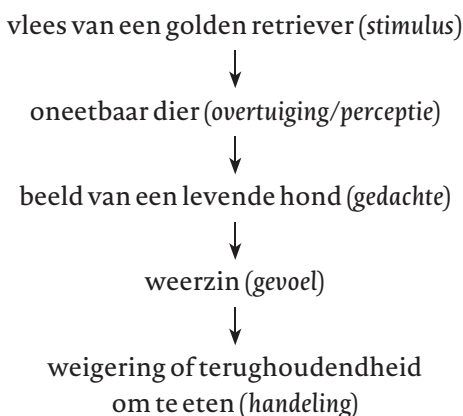 vlees van een golden retriever (stimulus)
oneetbaar dier (overtuiging/perceptie)
beeld van een levende hond (gedachte)
weerzin (gevoel)
weigering of terughoudendheid
om te eten (handeling)